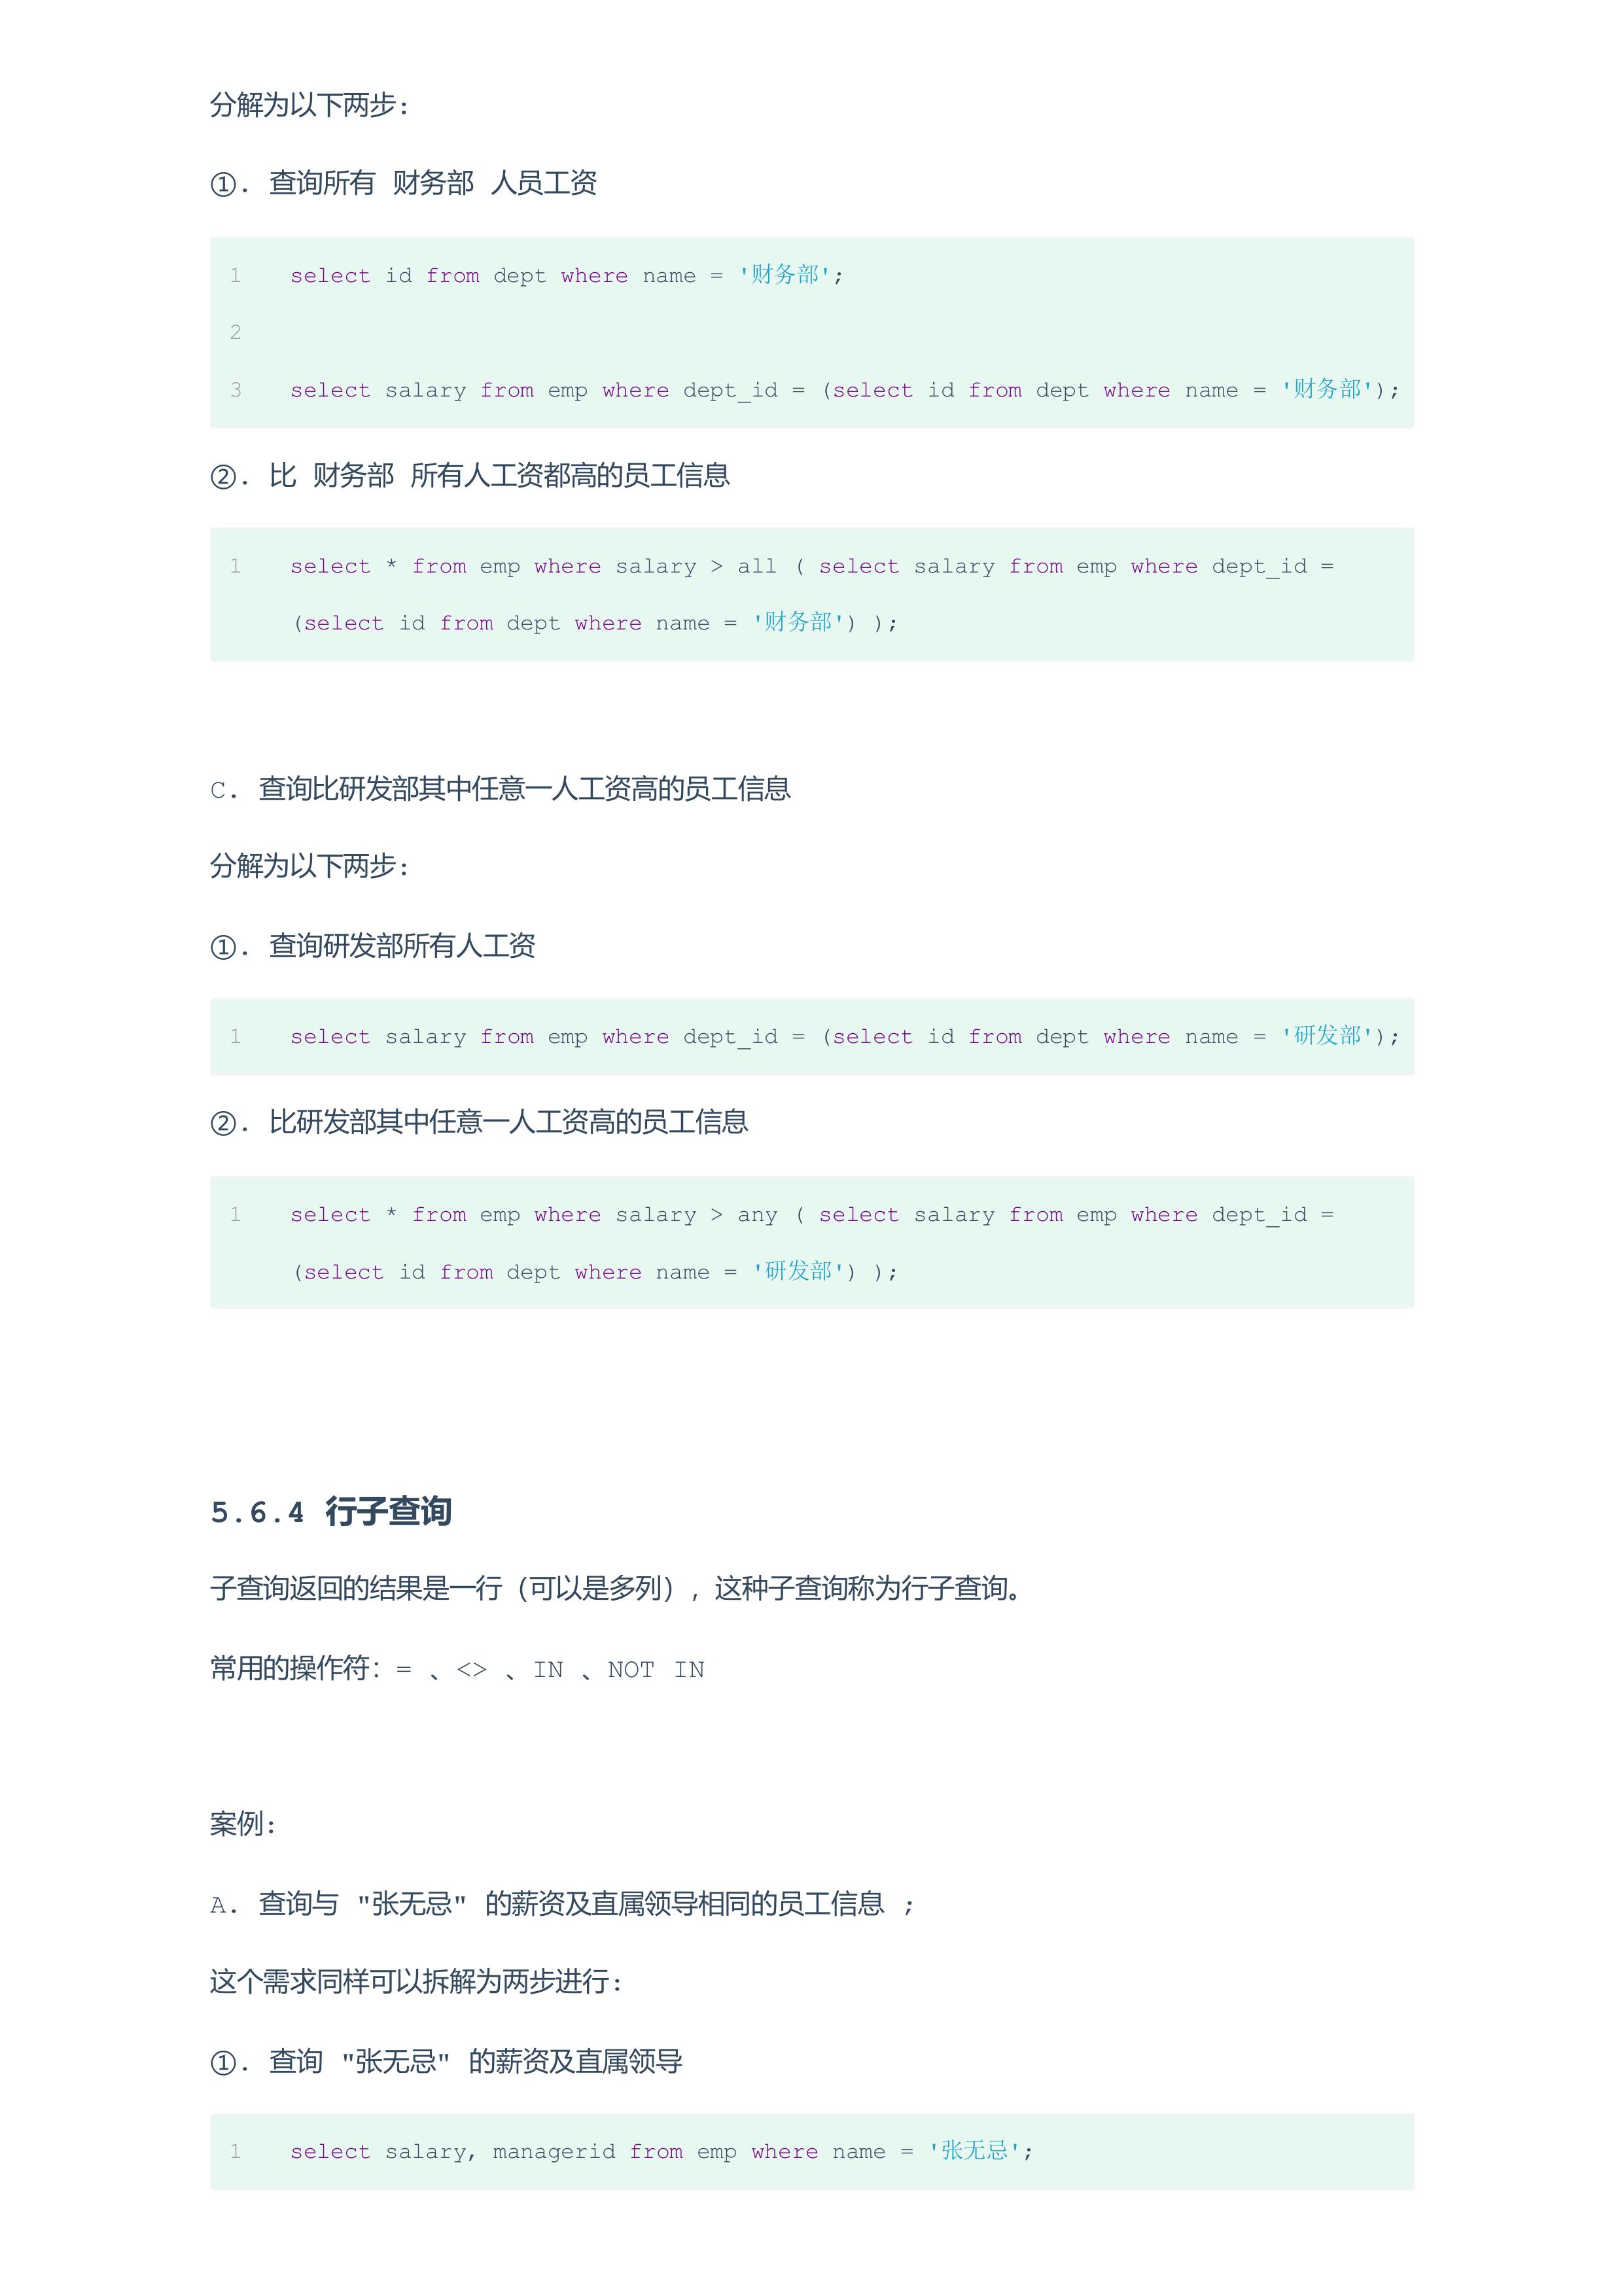 分解为以下两步:
①. 查询所有 财务部 人员工资
1 select id from dept where name = '财务部';
2
3 select salary from emp where dept_id = (select id from dept where name = '财务部');
②. 比 财务部 所有人工资都高的员工信息
1 select * from emp where salary > all ( select salary from emp where dept_id =
(select id from dept where name = '财务部') );
C. 查询比研发部其中任意一人工资高的员工信息
分解为以下两步:
①. 查询研发部所有人工资
1 select salary from emp where dept_id = (select id from dept where name = '研发部');
②. 比研发部其中任意一人工资高的员工信息
1 select * from emp where salary > any ( select salary from emp where dept_id =
(select id from dept where name = '研发部') );
5.6.4 行子查询
子查询返回的结果是一行（可以是多列），这种子查询称为行子查询。
常用的操作符：= 、<> 、IN 、NOT IN
案例:
A. 查询与 "张无忌" 的薪资及直属领导相同的员工信息 ;
这个需求同样可以拆解为两步进行:
①. 查询 "张无忌" 的薪资及直属领导
1 select salary, managerid from emp where name = '张无忌';